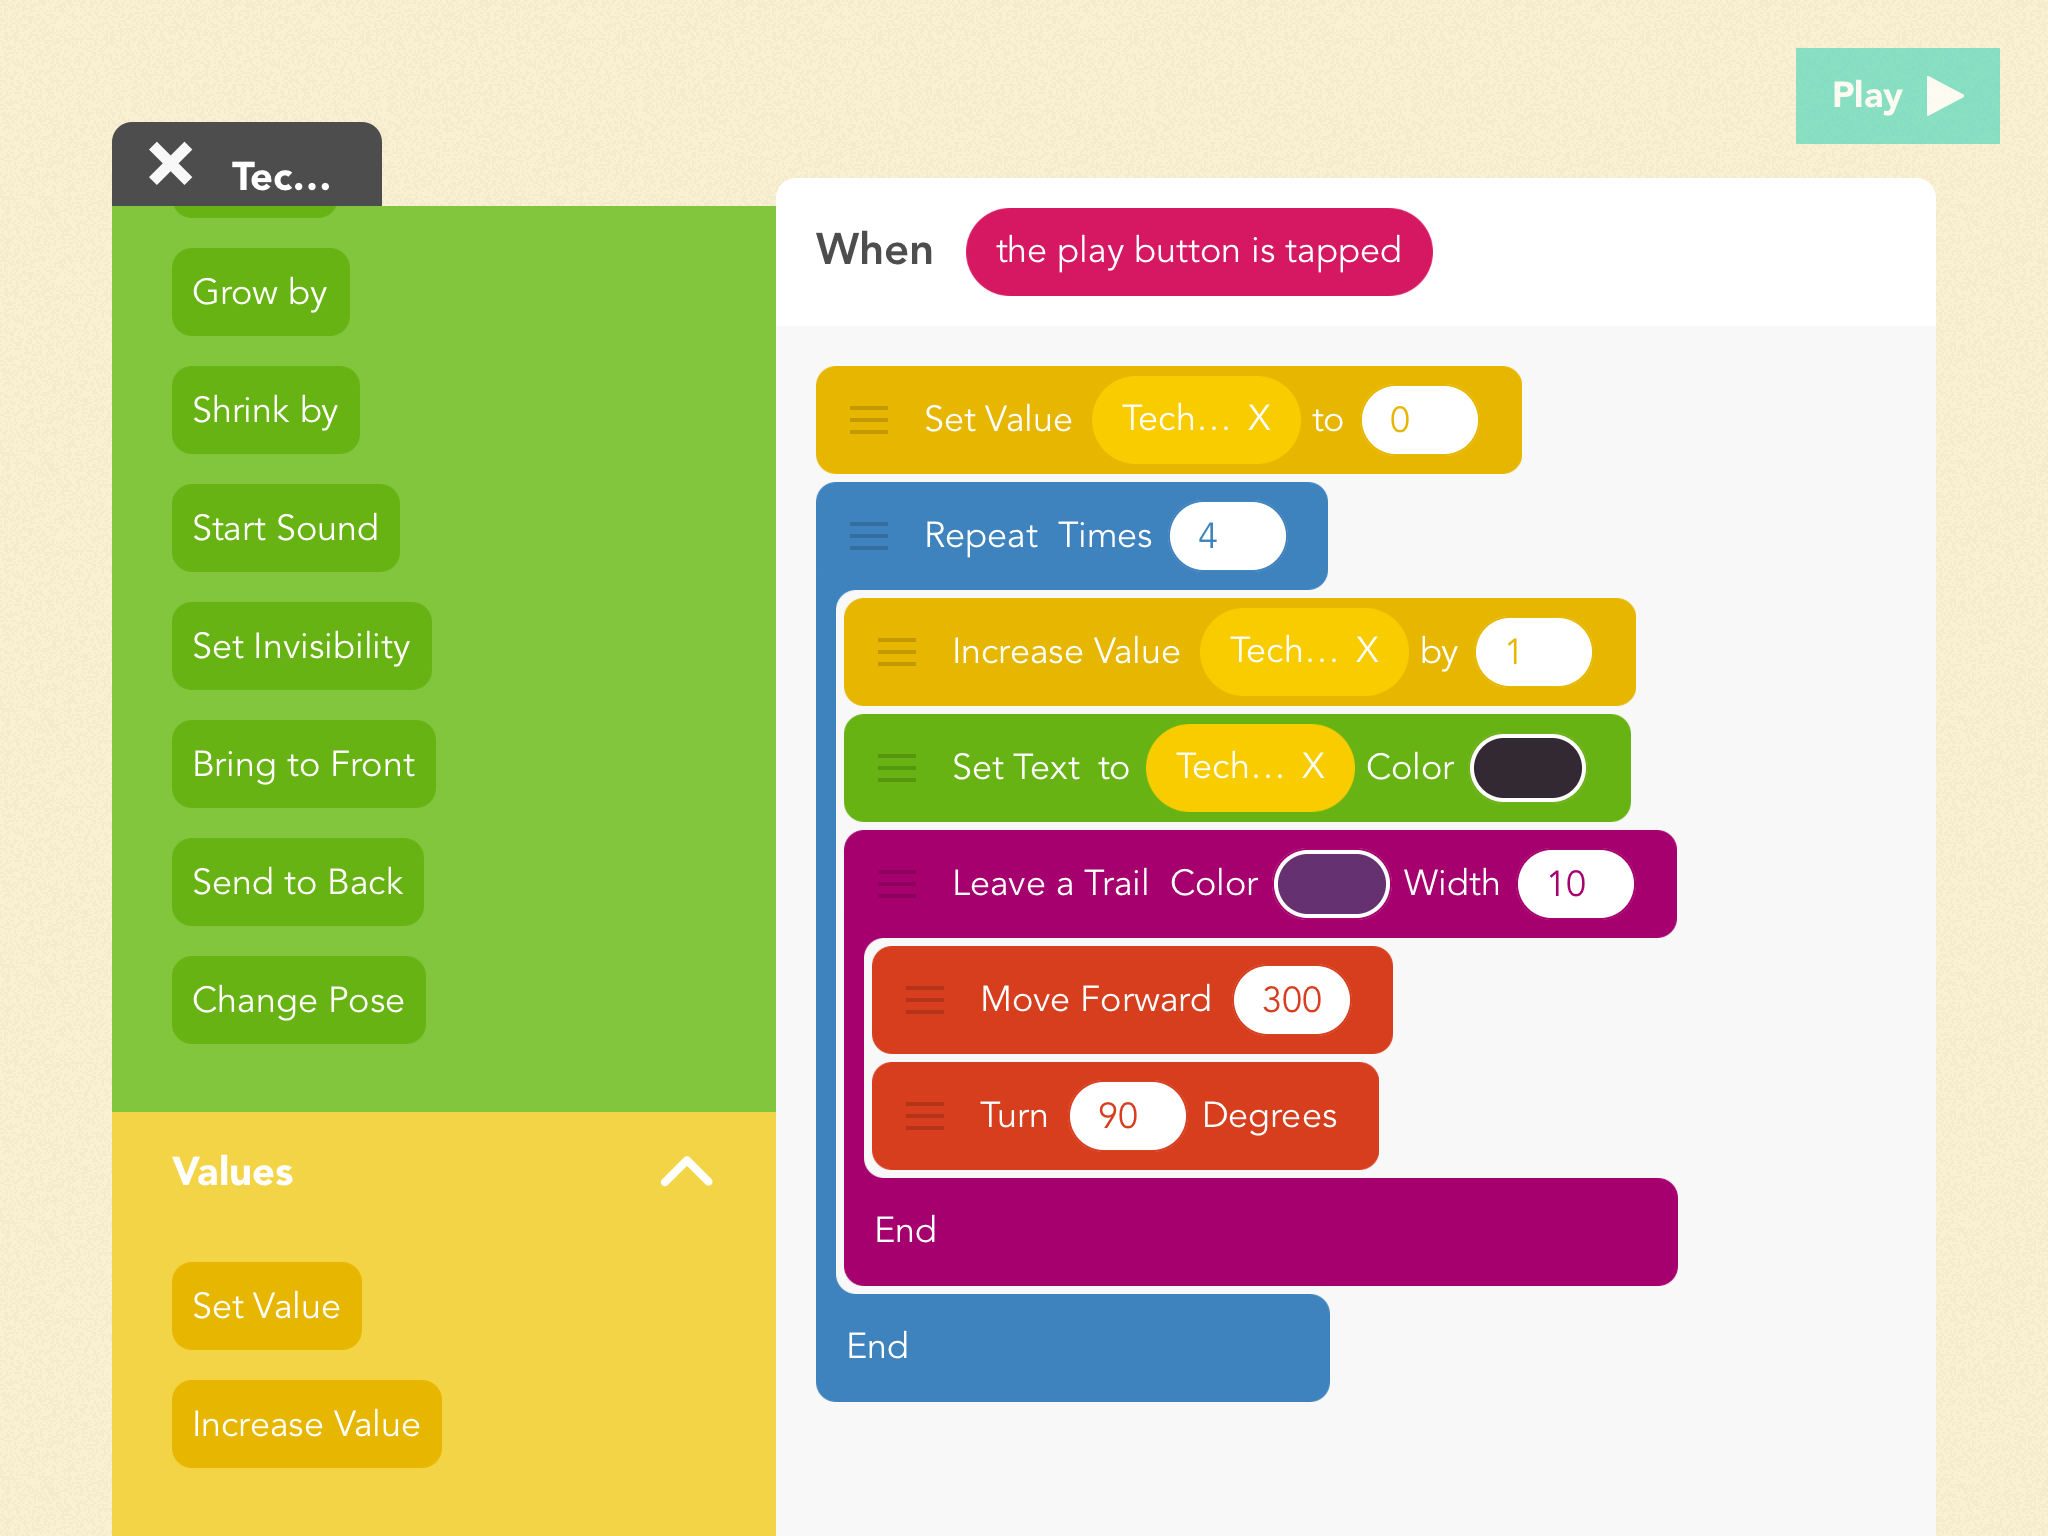 Play
Tec...
Grow by
Shrink by
Start Sound
Set Invisibility
Bring to Front
Send to Back
Change Pose
Values
Set Value
Increase Value
When the play button is tapped
Set Value Tech... X to 0
Repeat Times 4
Increase Value Tech... X by 1
Set Text to Tech... X Color
Leave a Trail Color Width 10
Move Forward 300
Turn 90 Degrees
End
End